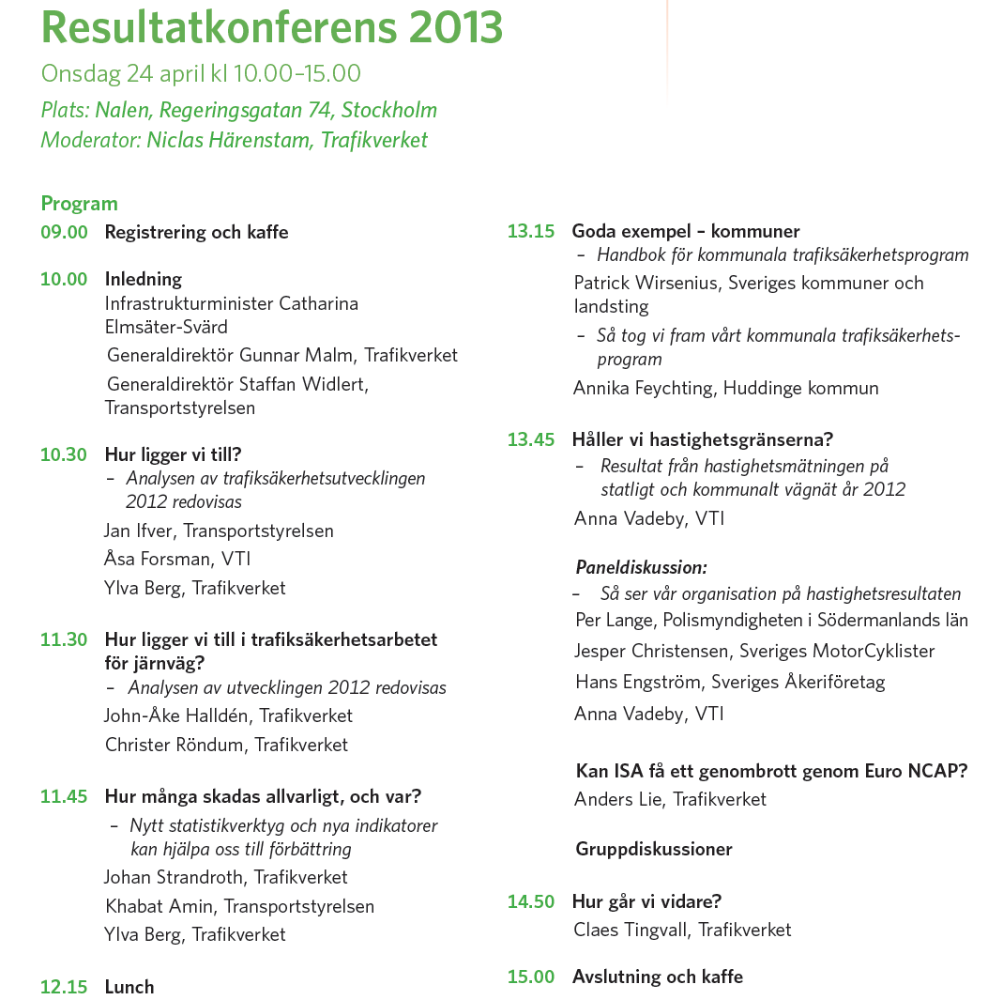 Resultatkonferens 2013
Onsdag 24 april kl 10.00–15.00
Plats: Nalen, Regeringsgatan 74, Stockholm
Moderator: Niclas Härenstam, Trafikverket
Program
09.00 Registrering och kaffe
10.00 Inledning
Infrastrukturminister Catharina
Elmsäter-Svärd
Generaldirektör Gunnar Malm, Trafikverket
Generaldirektör Staffan Widlert,
Transportstyrelsen
10.30 Hur ligger vi till?
– Analysen av trafiksäkerhetsutvecklingen
2012 redovisas
Jan Ifver, Transportstyrelsen
Åsa Forsman, VTI
Ylva Berg, Trafikverket
11.30 Hur ligger vi till i trafiksäkerhetsarbetet
för järnväg?
– Analysen av utvecklingen 2012 redovisas
John-Åke Halldén, Trafikverket
Christer Röndum, Trafikverket
11.45 Hur många skadas allvarligt, och var?
– Nytt statistikverktyg och nya indikatorer
kan hjälpa oss till förbättring
Johan Strandroth, Trafikverket
Khabat Amin, Transportstyrelsen
Ylva Berg, Trafikverket
12.15 Lunch
13.15 Goda exempel – kommuner
– Handbok för kommunala trafiksäkerhetsprogram
Patrick Wirsenius, Sveriges kommuner och
landsting
– Så tog vi fram vårt kommunala trafiksäkerhets-
program
Annika Feychting, Huddinge kommun
13.45 Håller vi hastighetsgränserna?
– Resultat från hastighetsmätningen på
statligt och kommunalt vägnät år 2012
Anna Vadeby, VTI
Paneldiskussion:
– Så ser vår organisation på hastighetsresultaten
Per Lange, Polismyndigheten i Södermanlands län
Jesper Christensen, Sveriges MotorCyklister
Hans Engström, Sveriges Åkeriföretag
Anna Vadeby, VTI
Kan ISA få ett genombrott genom Euro NCAP?
Anders Lie, Trafikverket
Gruppdiskussioner
14.50 Hur går vi vidare?
Claes Tingvall, Trafikverket
15.00 Avslutning och kaffe